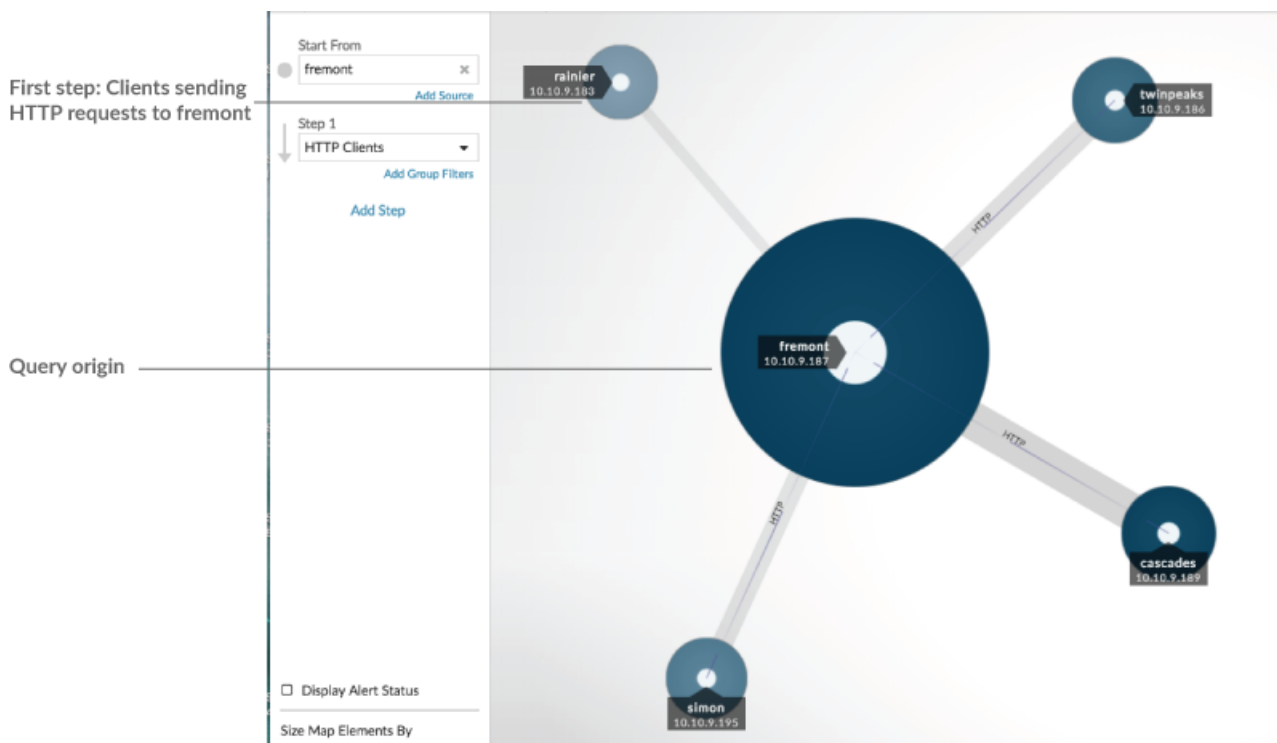 First step: Clients sending
HTTP requests to fremont
Query origin
Start From
fremont
Add Source
Step 1
HTTP Clients
Add Group Filters
Add Step
Display Alert Status
Size Map Elements By
rainier
10.10.9.183
twinpeaks
10.10.9.186
HTTP
fremont
10.10.9.187
HTTP
cascades
10.10.9.189
HTTP
simon
10.10.9.195